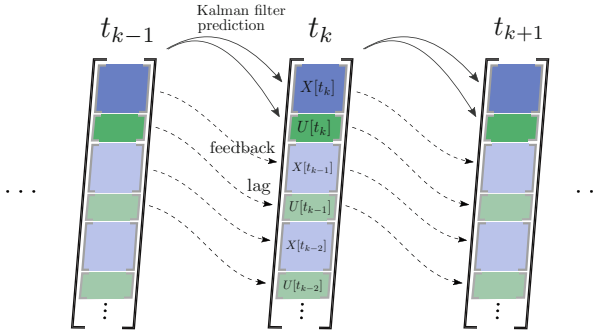 Kalman filter
prediction
t_{k-1}
t_k
t_{k+1}
X[t_k]
U[t_k]
feedback
X[t_{k-1}]
lag
U[t_{k-1}]
X[t_{k-2}]
U[t_{k-2}]